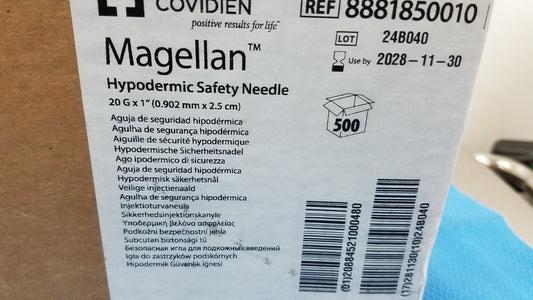 COVIDIEN
positive results for life™
REF 8881850010
LOT 24B040
Use by 2028-11-30
Magellan™
Hypodermic Safety Needle
20 G x 1" (0.902 mm x 2.5 cm)
500
Aguja de seguridad hipodérmica
Agulha de segurança hipodérmica
Aiguille de sécurité hypodermique
Hypodermische Sicherheitsnadel
Ago ipodermico di sicurezza
Aguja de seguridad hipodérmica
Hypodermisk säkerhetsnål
Veilige injectienaald
Agulha de segurança hipodérmica
Injektioturvaneula
Sikkerhedsinjektionskanyle
Υποδερμική βελόνα ασφαλείας
Podkožní bezpečnostní jehla
Subcutan biztonsági tű
Безопасная игла для подкожных введений
igła do zastrzyków podskórnych
Hipodermik Güvenlik İğnesi
(01)20884521000480
(17)281130(10)24B040